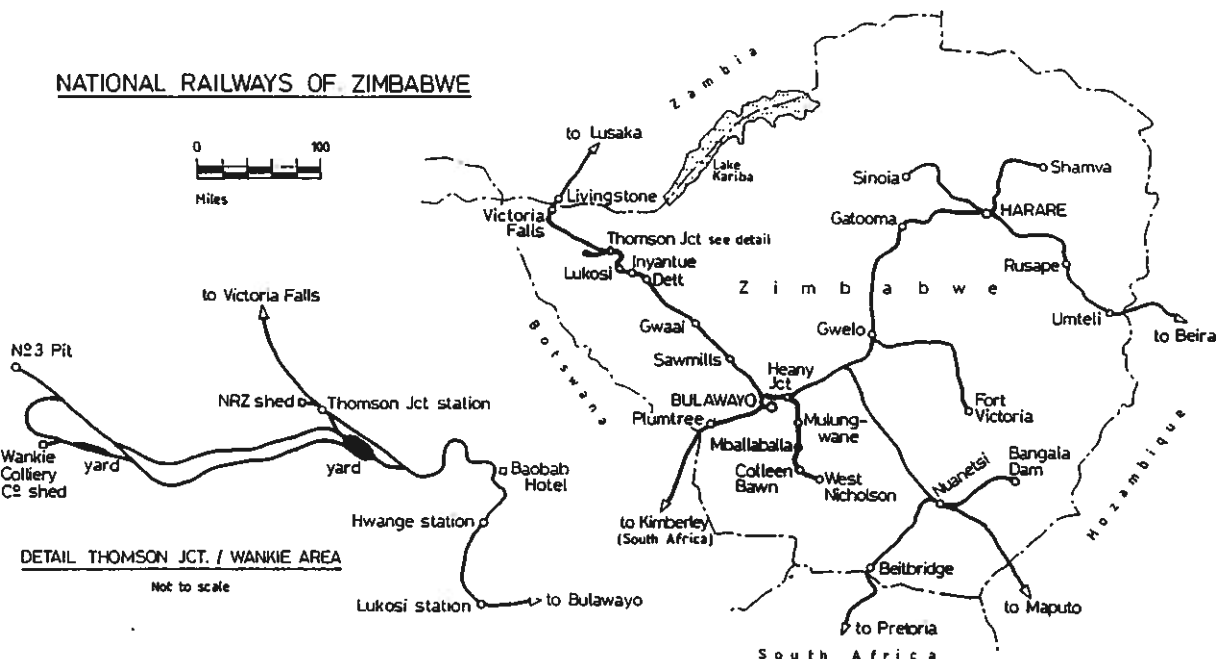 NATIONAL RAILWAYS OF ZIMBABWE
0 100
Miles
Zambia
to Lusaka
Lake
Kariba
Livingstone
Victoria
Falls
Thomson Jct see detail
Lukosi
Inyantue
Dett
Gwaai
Sawmills
Botswana
Zimbabwe
Sinoia
Shamva
HARARE
Gatooma
Rusape
Umteli
to Beira
Gwelo
Heany
Jct
BULAWAYO
Plumtree
Mulung-
wane
Mballaballa
Colleen
Bawn
West
Nicholson
Fort
Victoria
Bangala
Dam
Nuanetsi
Mozambique
to Kimberley
(South Africa)
Beitbridge
to Maputo
to Pretoria
South Africa
to Victoria Falls
Nº3 Pit
NRZ shed
Thomson Jct station
Wankie
Colliery
Cº shed
yard
yard
Baobab
Hotel
Hwange station
Lukosi station
to Bulawayo
DETAIL THOMSON JCT. / WANKIE AREA
Not to scale